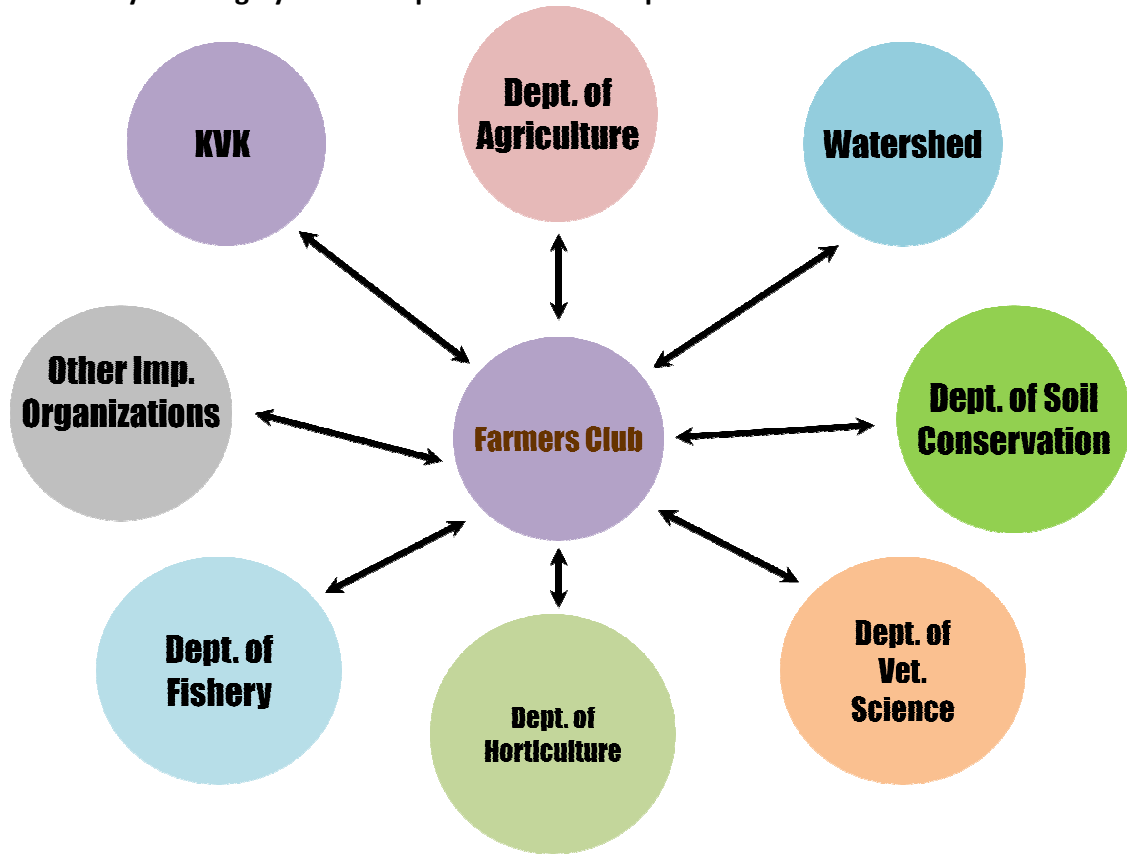 Dept. of
Agriculture
KVK
Watershed
Other Imp.
Organizations
Farmers Club
Dept. of Soil
Conservation
Dept. of
Fishery
Dept. of
Horticulture
Dept. of
Vet.
Science